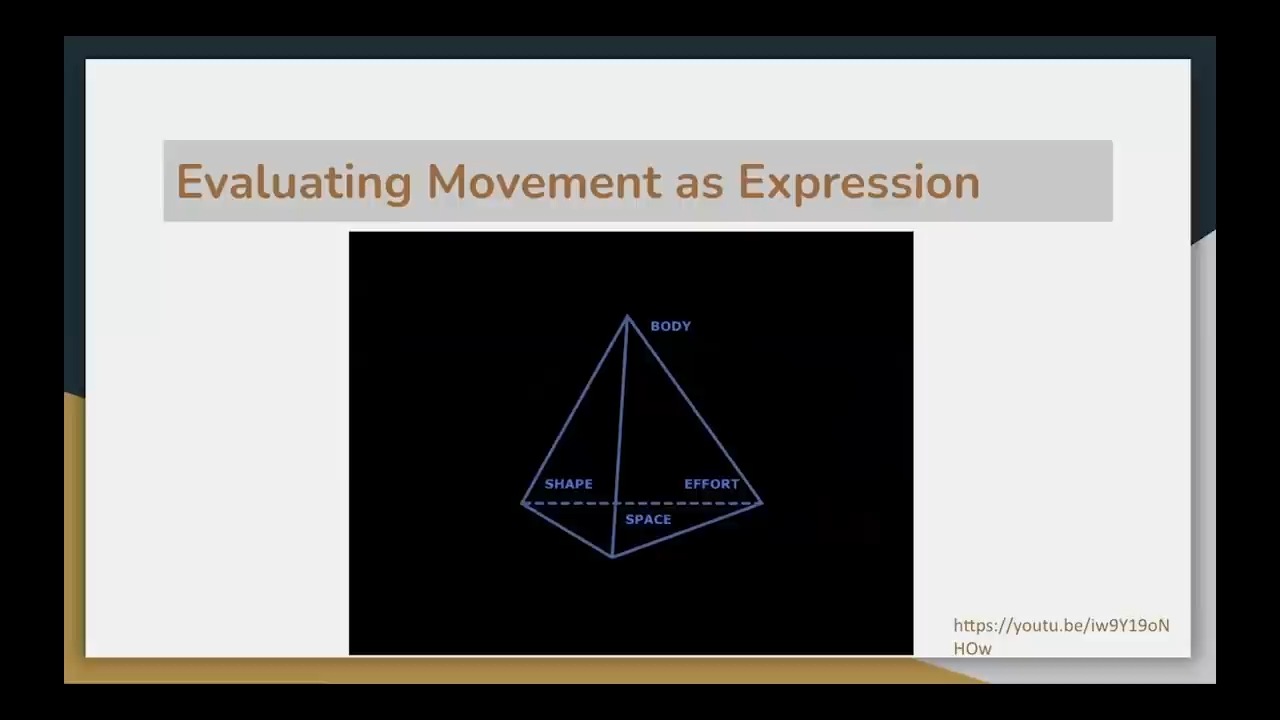 Evaluating Movement as Expression
BODY
SHAPE
EFFORT
SPACE
https://youtu.be/iw9Y19oN
HOw